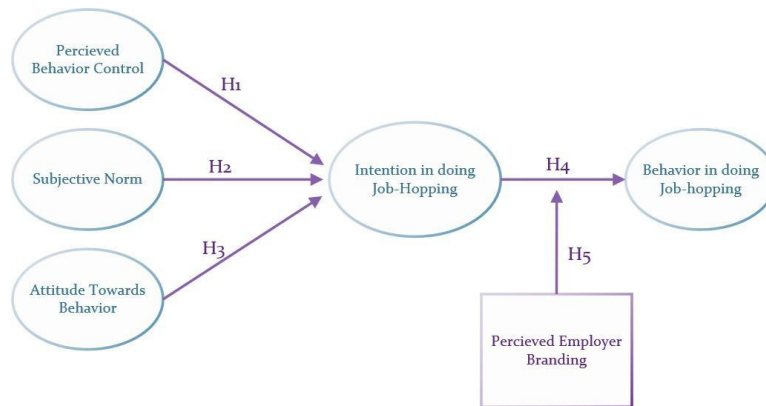 Percieved
Behavior Control
H1
Subjective Norm
H2
Intention in doing
Job-Hopping
H4
Behavior in doing
Job-hopping
H3
Attitude Towards
Behavior
H5
Percieved Employer
Branding